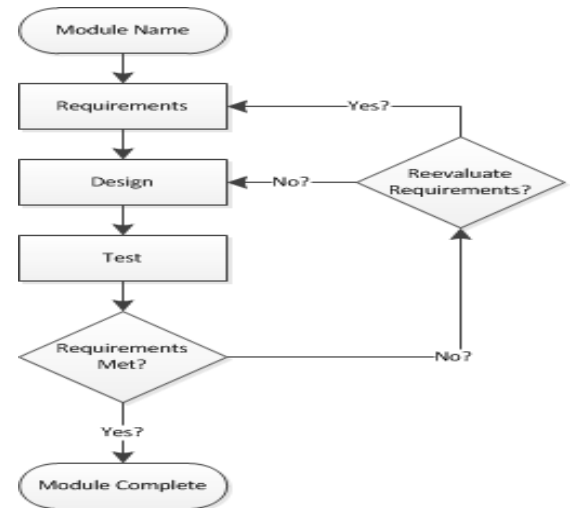 Module Name
Requirements
Yes?
Reevaluate
Requirements?
Design
No?
Test
Requirements
Met?
No?
Yes?
Module Complete